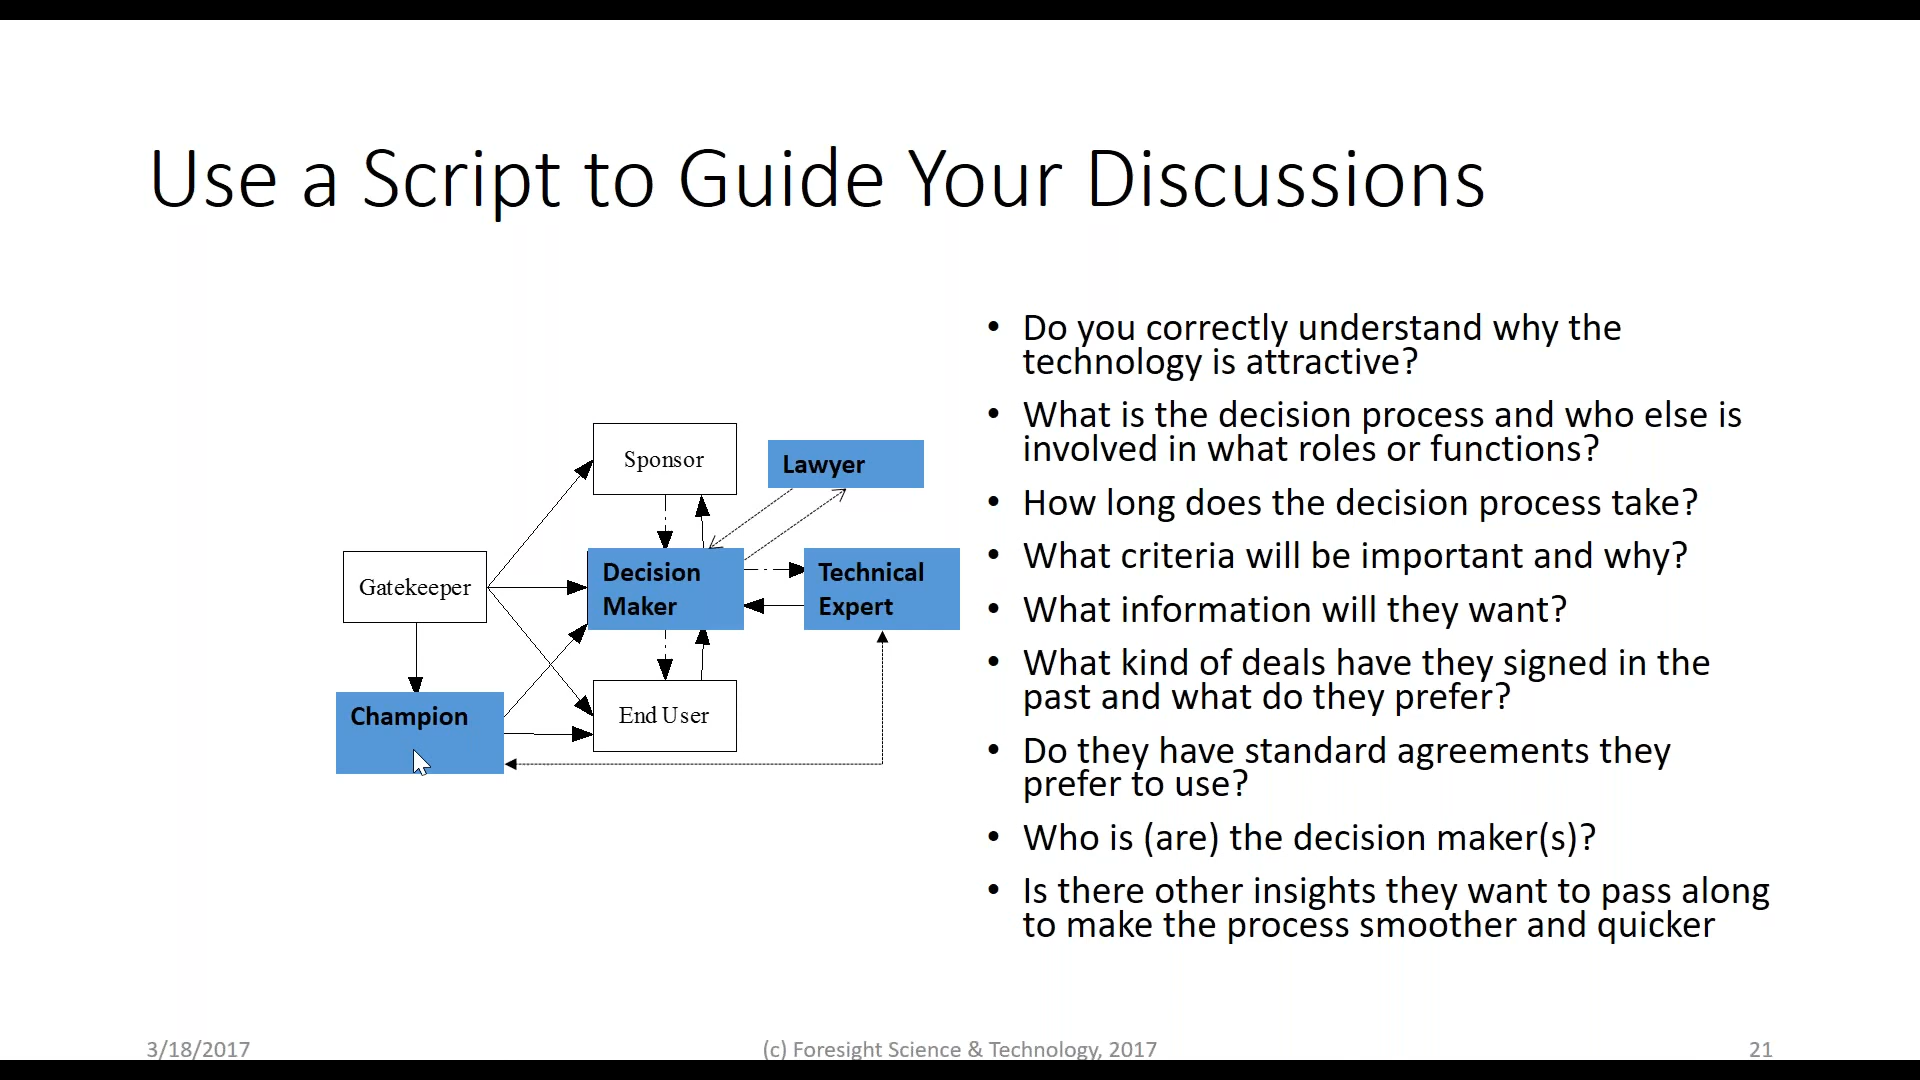 Use a Script to Guide Your Discussions
Sponsor
Lawyer
Gatekeeper
Decision
Maker
Technical
Expert
Champion
End User
• Do you correctly understand why the
technology is attractive?
• What is the decision process and who else is
involved in what roles or functions?
• How long does the decision process take?
• What criteria will be important and why?
• What information will they want?
• What kind of deals have they signed in the
past and what do they prefer?
• Do they have standard agreements they
prefer to use?
• Who is (are) the decision maker(s)?
• Is there other insights they want to pass along
to make the process smoother and quicker
3/18/2017
(c) Foresight Science & Technology, 2017
21